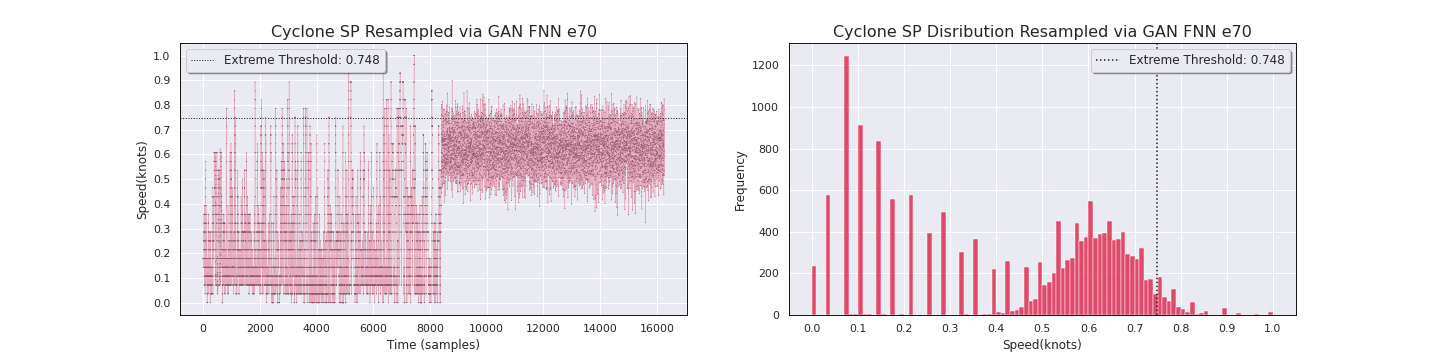 Cyclone SP Resampled via GAN FNN e70
Extreme Threshold: 0.748
1.0
0.9
0.8
0.7
0.6
0.5
0.4
0.3
0.2
0.1
0.0
Speed(knots)
0 2000 4000 6000 8000 10000 12000 14000 16000
Time (samples)
Cyclone SP Disribution Resampled via GAN FNN e70
Extreme Threshold: 0.748
1200
1000
800
600
400
200
0
Frequency
0.0 0.1 0.2 0.3 0.4 0.5 0.6 0.7 0.8 0.9 1.0
Speed(knots)